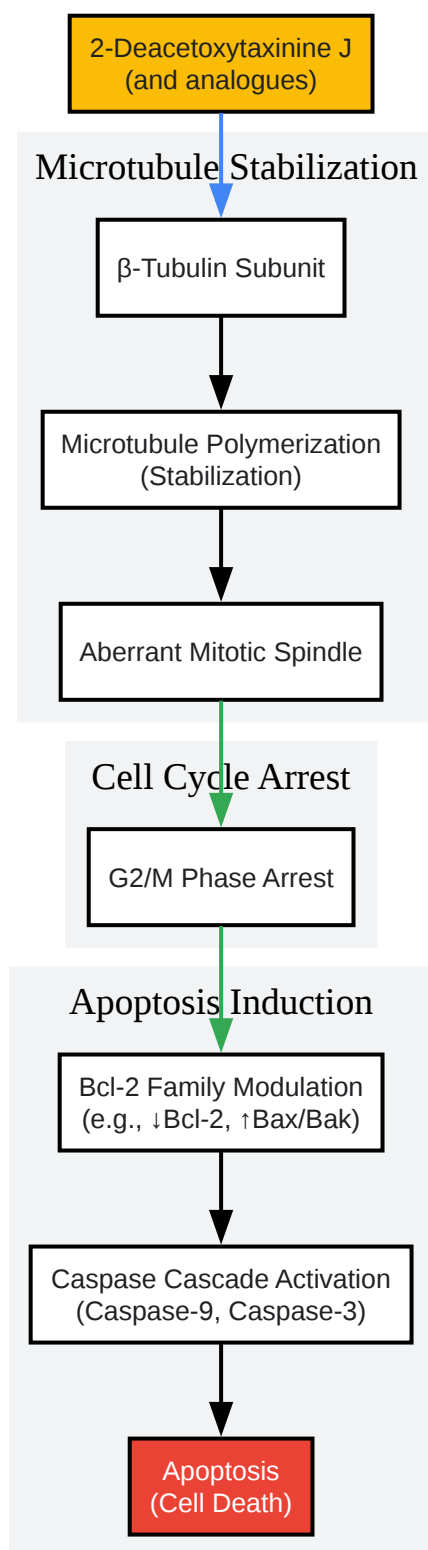 2-Deacetoxytaxinine J
(and analogues)
Microtubule Stabilization
β-Tubulin Subunit
Microtubule Polymerization
(Stabilization)
Aberrant Mitotic Spindle
Cell Cycle Arrest
G2/M Phase Arrest
Apoptosis Induction
Bcl-2 Family Modulation
(e.g., ↓Bcl-2, ↑Bax/Bak)
Caspase Cascade Activation
(Caspase-9, Caspase-3)
Apoptosis
(Cell Death)